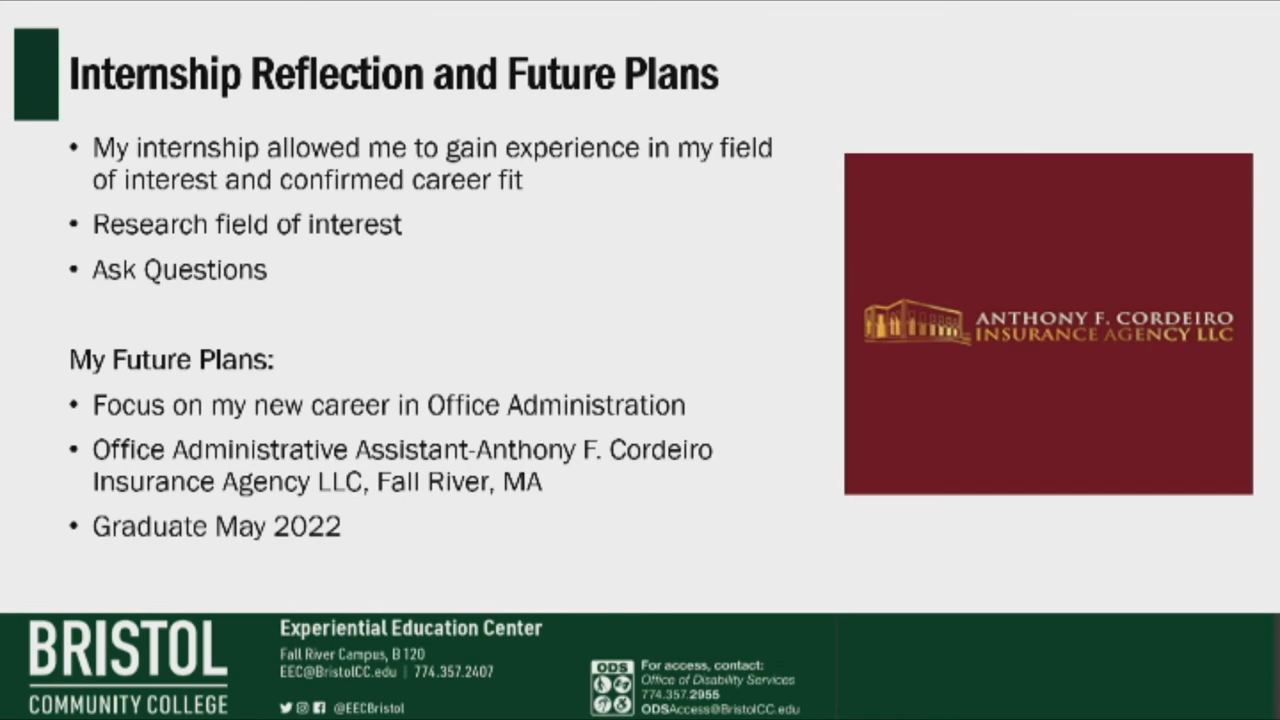 Internship Reflection and Future Plans
• My internship allowed me to gain experience in my field
of interest and confirmed career fit
• Research field of interest
• Ask Questions
My Future Plans:
• Focus on my new career in Office Administration
• Office Administrative Assistant-Anthony F. Cordeiro
Insurance Agency LLC, Fall River, MA
• Graduate May 2022
ANTHONY F. CORDEIRO
INSURANCE AGENCY LLC
BRISTOL
COMMUNITY COLLEGE
Experiential Education Center
Fall River Campus, B 120
EEC@BristolCC.edu | 774.357.2407
@EECBristol
ODS
For access, contact:
Office of Disability Services
774.357.2955
ODSAccess@BristolCC.edu